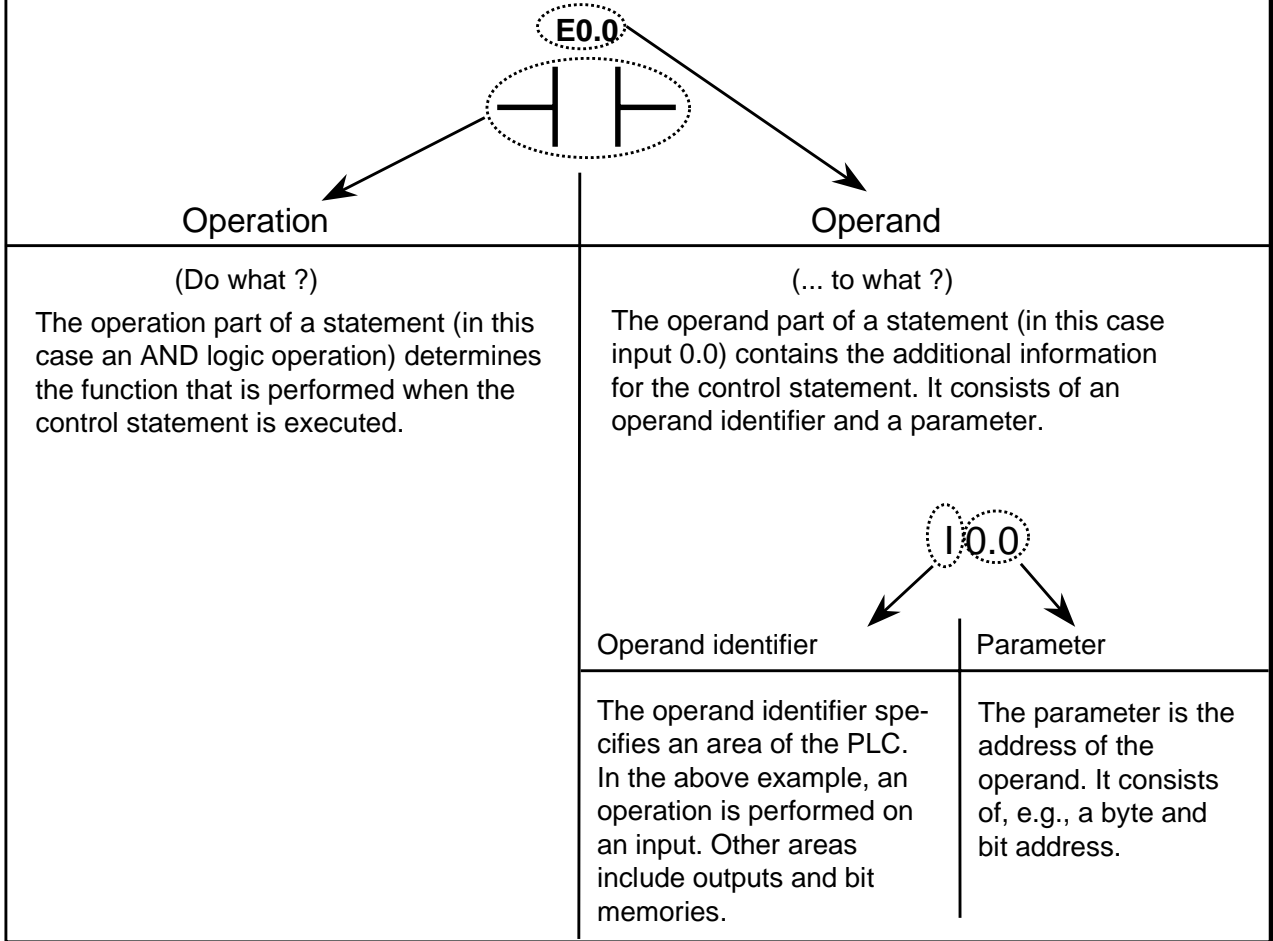 E0.0
Operation
Operand
(Do what ?)
The operation part of a statement (in this
case an AND logic operation) determines
the function that is performed when the
control statement is executed.
(... to what ?)
The operand part of a statement (in this case
input 0.0) contains the additional information
for the control statement. It consists of an
operand identifier and a parameter.
I 0.0
Operand identifier
Parameter
The operand identifier spe-
cifies an area of the PLC.
In the above example, an
operation is performed on
an input. Other areas
include outputs and bit
memories.
The parameter is the
address of the
operand. It consists
of, e.g., a byte and
bit address.